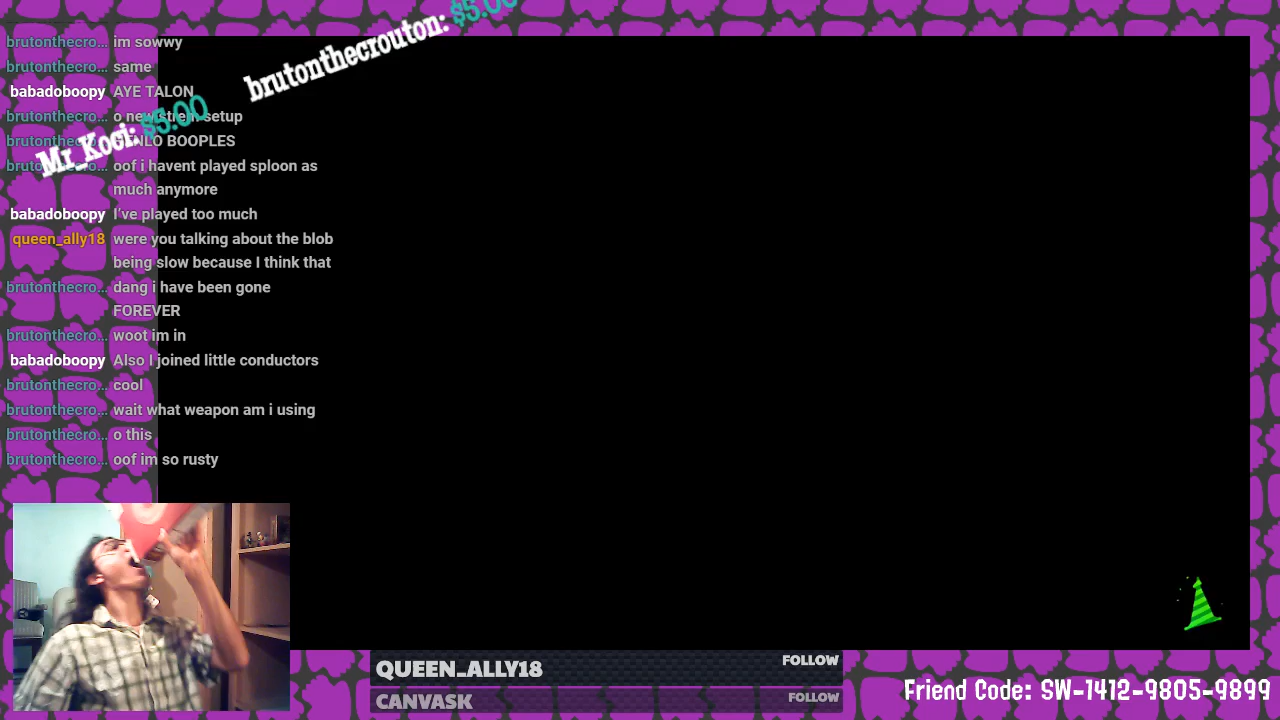 brutonthecrouton: $5.00
Mr_Koci: $5.00
brutonthecro... im sowwy
brutonthecro... same
babadoboopy AYE TALON
brutonthecro... o new strem setup
BOOPLES
oof i havent played sploon as
much anymore
babadoboopy I've played too much
queen_ally18 were you talking about the blob
being slow because I think that
brutonthecro... dang i have been gone
FOREVER
brutonthecro... woot im in
babadoboopy Also I joined little conductors
brutonthecro... cool
brutonthecro... wait what weapon am i using
brutonthecro... o this
brutonthecro... oof im so rusty
QUEEN_ALLY18 FOLLOW
CANVASK FOLLOW
Friend Code: SW-1412-9805-9899